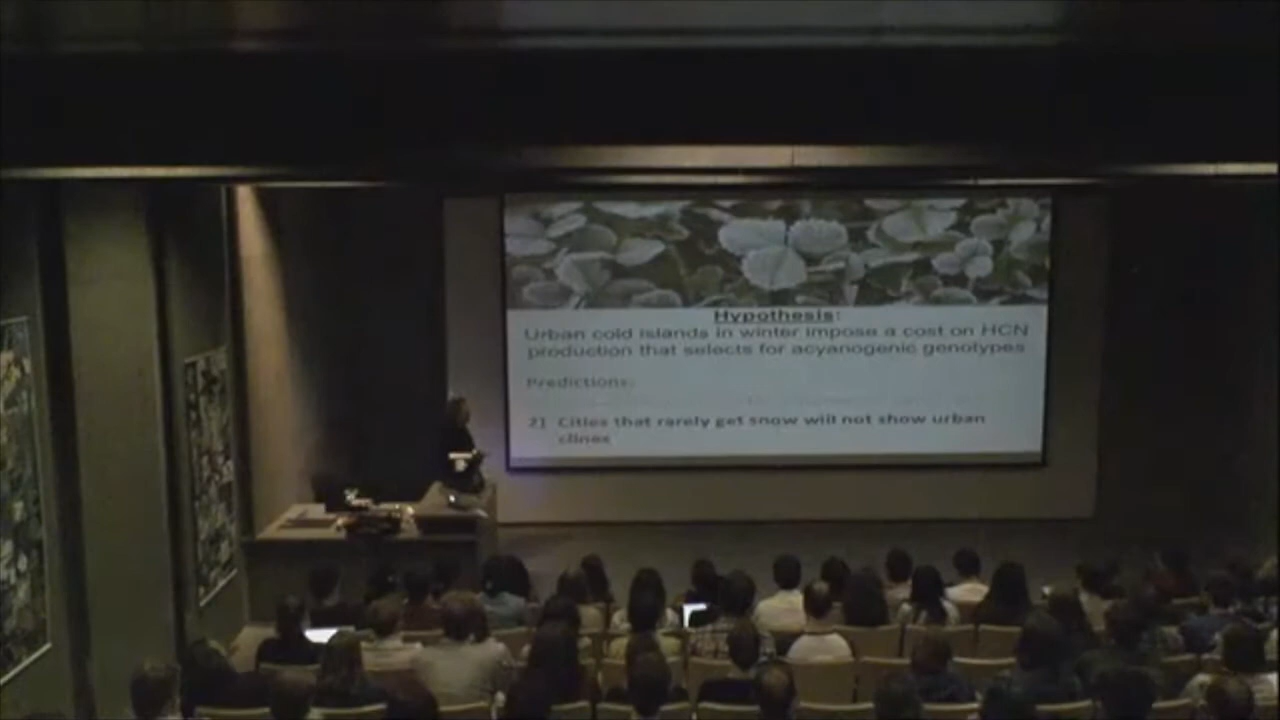 Hypothesis:
Urban cold islands in winter impose a cost on HCN
production that selects for acyanogenic genotypes
Predictions:
2) Cities that rarely get snow will not show urban
clines